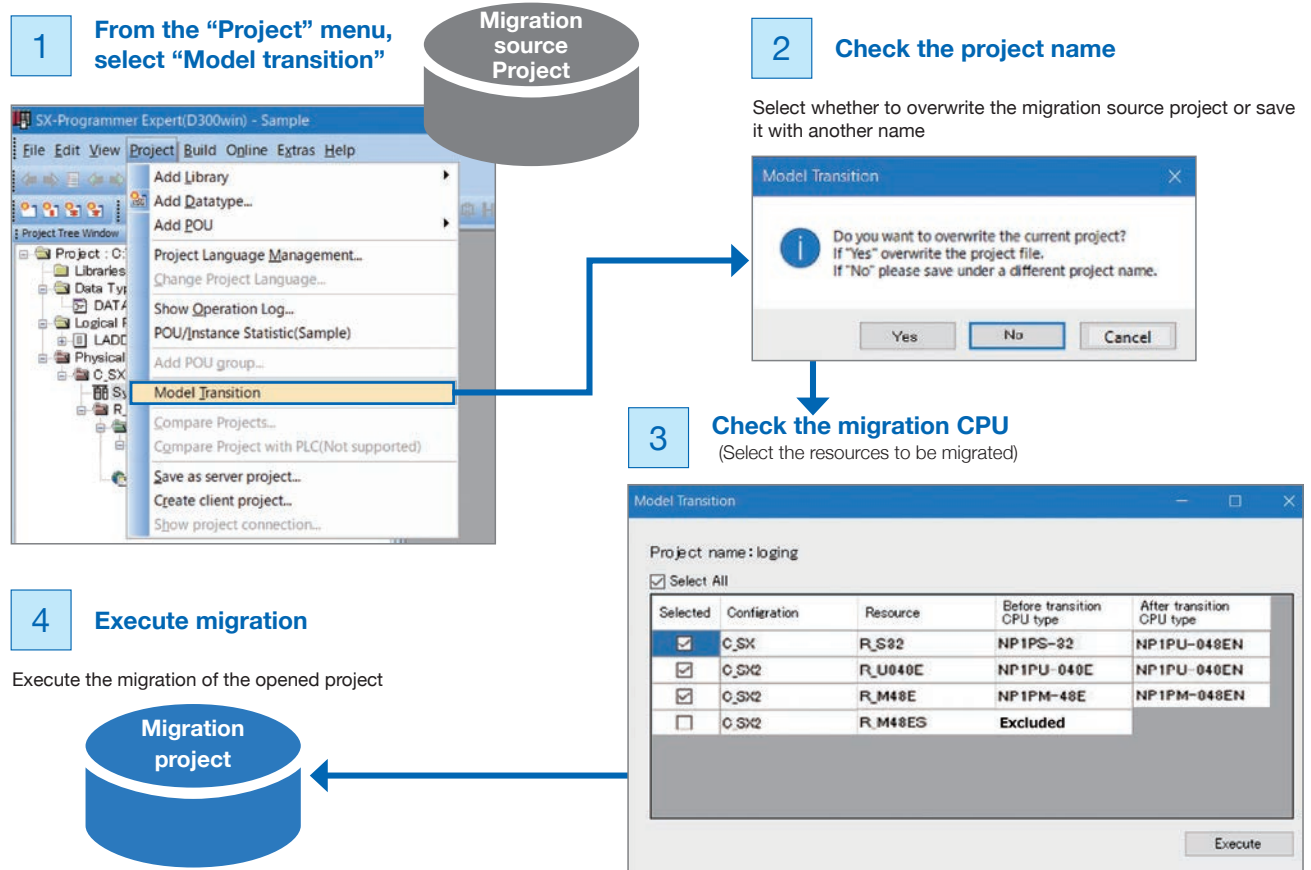 1
From the “Project” menu,
select “Model transition”
Migration
source
Project
SX-Programmer Expert(D300win) - Sample
File Edit View Project Build Online Extras Help
Project Tree Window
Project : C:
Libraries
Data Typ
DATA
Logical P
LADD
Physical
C_SX
Sy
R_
Add Library
Add Datatype...
Add POU
Project Language Management...
Change Project Language...
Show Operation Log...
POU/Instance Statistic(Sample)
Add POU group...
Model Transition
Compare Projects...
Compare Project with PLC(Not supported)
Save as server project...
Create client project...
Show project connection...
2
Check the project name
Select whether to overwrite the migration source project or save
it with another name
Model Transition
Do you want to overwrite the current project?
If "Yes" overwrite the project file.
If "No" please save under a different project name.
Yes No Cancel
3
Check the migration CPU
(Select the resources to be migrated)
Model Transition
Project name:loging
Select All
Selected Configration Resource Before transition CPU type After transition CPU type
C_SX R_S32 NP1PS-32 NP1PU-048EN
C_SX2 R_U040E NP1PU-040E NP1PU-040EN
C_SX2 R_M48E NP1PM-48E NP1PM-048EN
C_SX2 R_M48ES Excluded
Execute
4
Execute migration
Execute the migration of the opened project
Migration
project